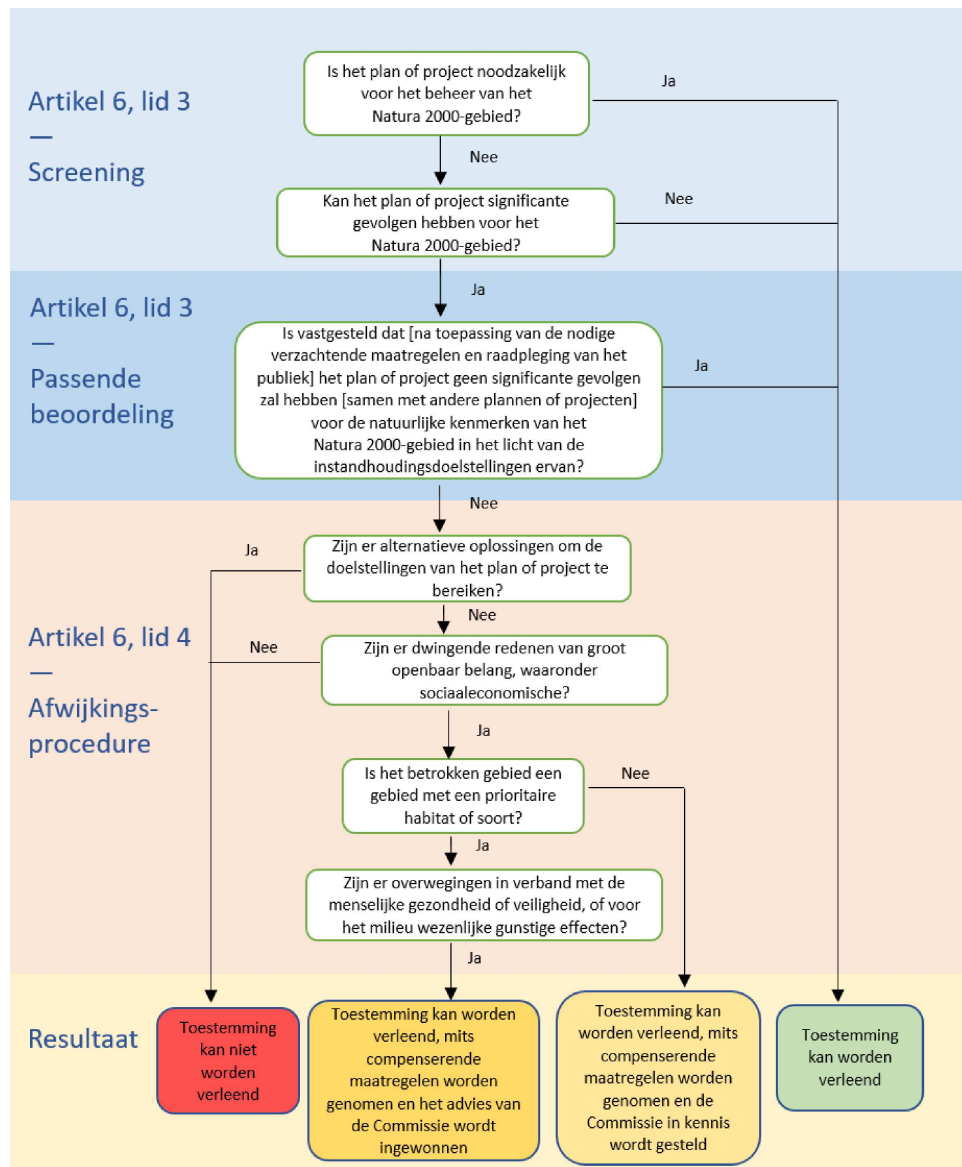 Artikel 6, lid 3
—
Screening
Is het plan of project noodzakelijk
voor het beheer van het
Natura 2000-gebied?
Ja
Nee
Kan het plan of project significante
gevolgen hebben voor het
Natura 2000-gebied?
Nee
Ja
Artikel 6, lid 3
—
Passende
beoordeling
Is vastgesteld dat [na toepassing van de nodige
verzachtende maatregelen en raadpleging van het
publiek] het plan of project geen significante gevolgen
zal hebben [samen met andere plannen of projecten]
voor de natuurlijke kenmerken van het
Natura 2000-gebied in het licht van de
instandhoudingsdoelstellingen ervan?
Ja
Nee
Artikel 6, lid 4
—
Afwijkings-
procedure
Zijn er alternatieve oplossingen om de
doelstellingen van het plan of project te
bereiken?
Ja
Nee
Zijn er dwingende redenen van groot
openbaar belang, waaronder
sociaaleconomische?
Nee
Ja
Is het betrokken gebied een
gebied met een prioritaire
habitat of soort?
Nee
Ja
Zijn er overwegingen in verband met de
menselijke gezondheid of veiligheid, of voor
het milieu wezenlijke gunstige effecten?
Ja
Resultaat
Toestemming
kan niet
worden
verleend
Toestemming kan worden
verleend, mits
compenserende
maatregelen worden
genomen en het advies van
de Commissie wordt
ingewonnen
Toestemming kan
worden verleend, mits
compenserende
maatregelen worden
genomen en de
Commissie in kennis
wordt gesteld
Toestemming
kan worden
verleend